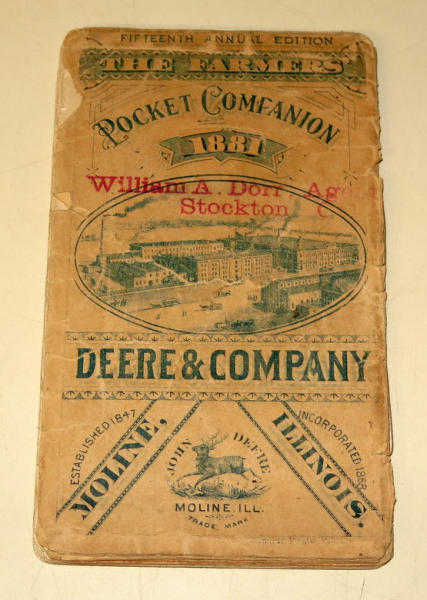 FIFTEENTH ANNUAL EDITION
THE FARMERS'
POCKET COMPANION
1881
William A. Dorr, Age
Stockton C
DEERE & COMPANY
ESTABLISHED 1847
MOLINE,
INCORPORATED 1868
ILLINOIS.
JOHN DEERE
MOLINE, ILL.
TRADE MARK